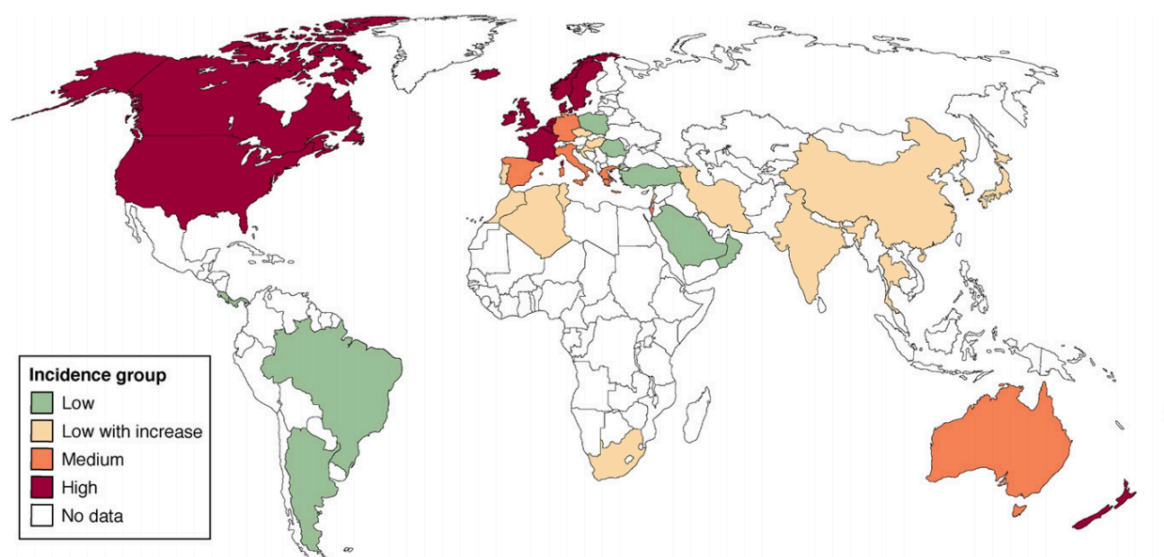 Incidence group
Low
Low with increase
Medium
High
No data